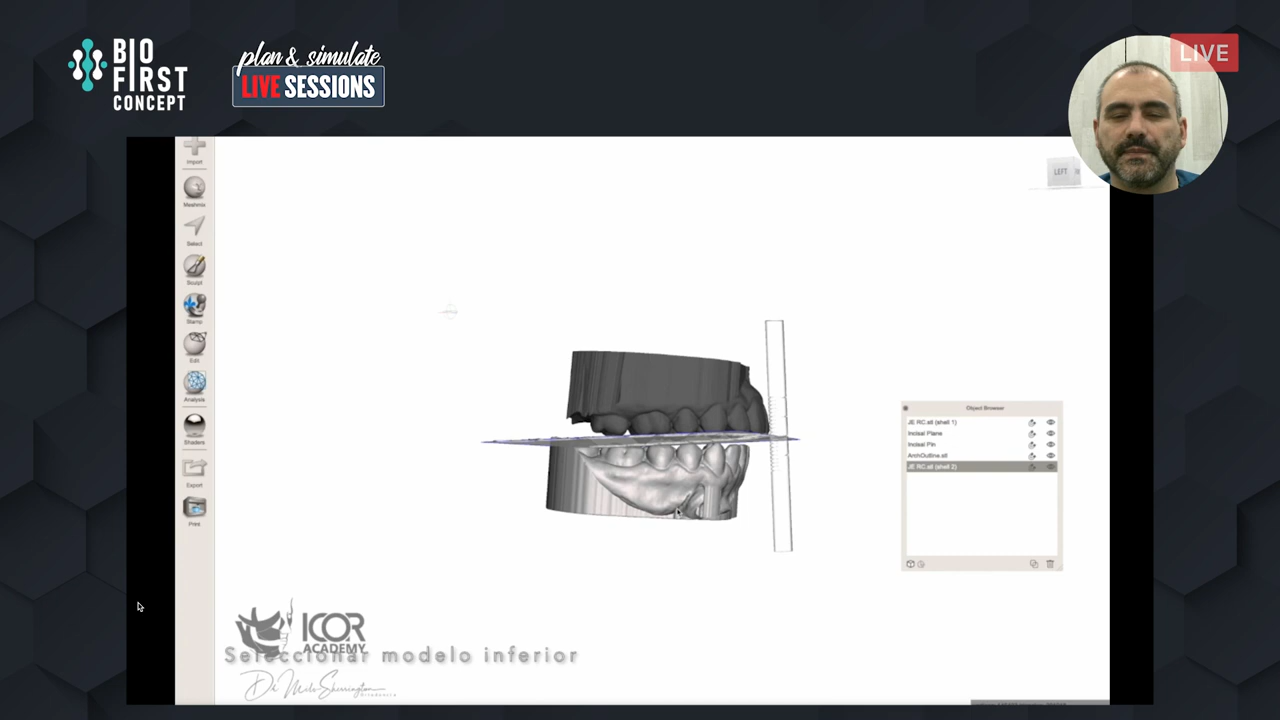 BIO
FIRST
CONCEPT
plan & simulate
LIVE SESSIONS
LIVE
Import
Meshmix
Select
Sculpt
Stamp
Edit
Analysis
Shaders
Export
Print
LEFT
Object Browser
JE RC.stl (shell 1)
Incisal Plane
Incisal Pin
ArchOutline.stl
JE RC.stl (shell 2)
ICOR
ACADEMY
Seleccionar modelo inferior